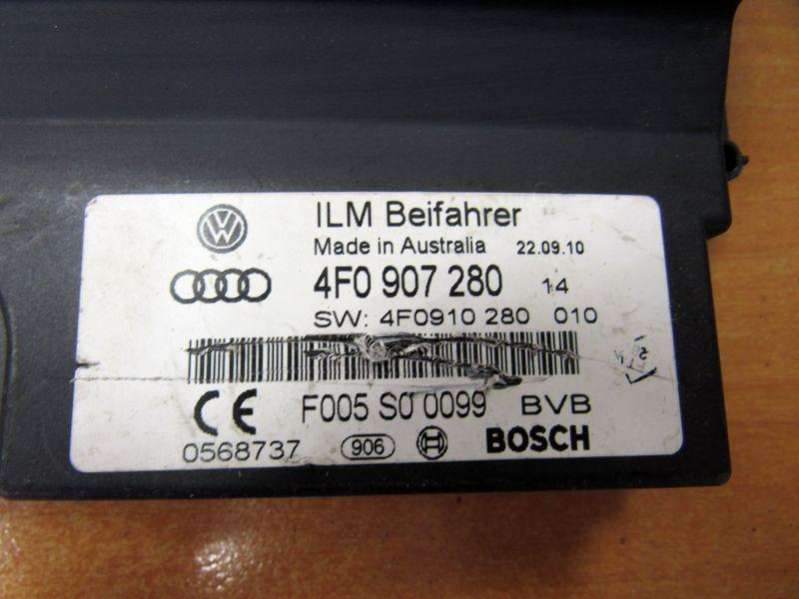 ILM Beifahrer
Made in Australia 22.09.10
4F0 907 280 14
SW: 4F0910 280 010
F005 S0 0099 BVB
CE
0568737 906 BOSCH